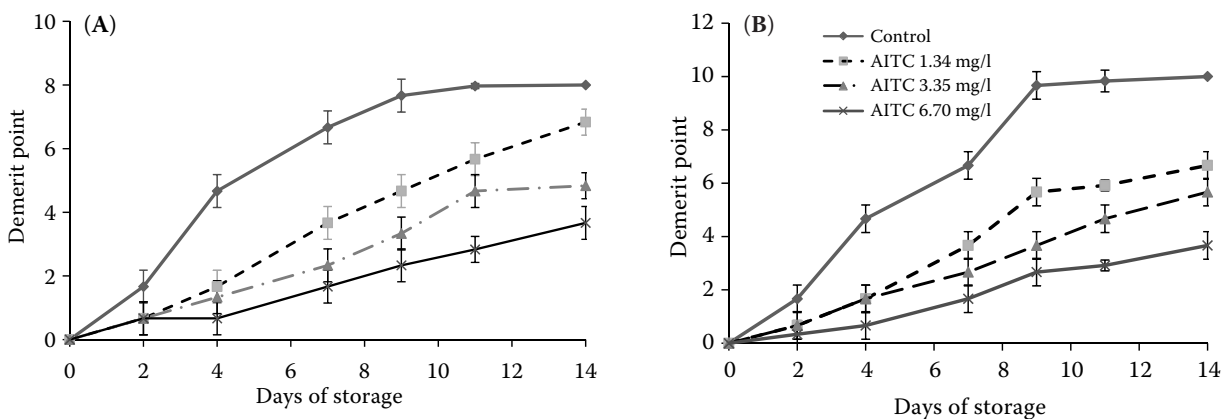 (A)
10
8
6
4
2
0
Demerit point
0 2 4 6 8 10 12 14
Days of storage
(B)
12
10
8
6
4
2
0
Demerit point
Control
AITC 1.34 mg/l
AITC 3.35 mg/l
AITC 6.70 mg/l
0 2 4 6 8 10 12 14
Days of storage